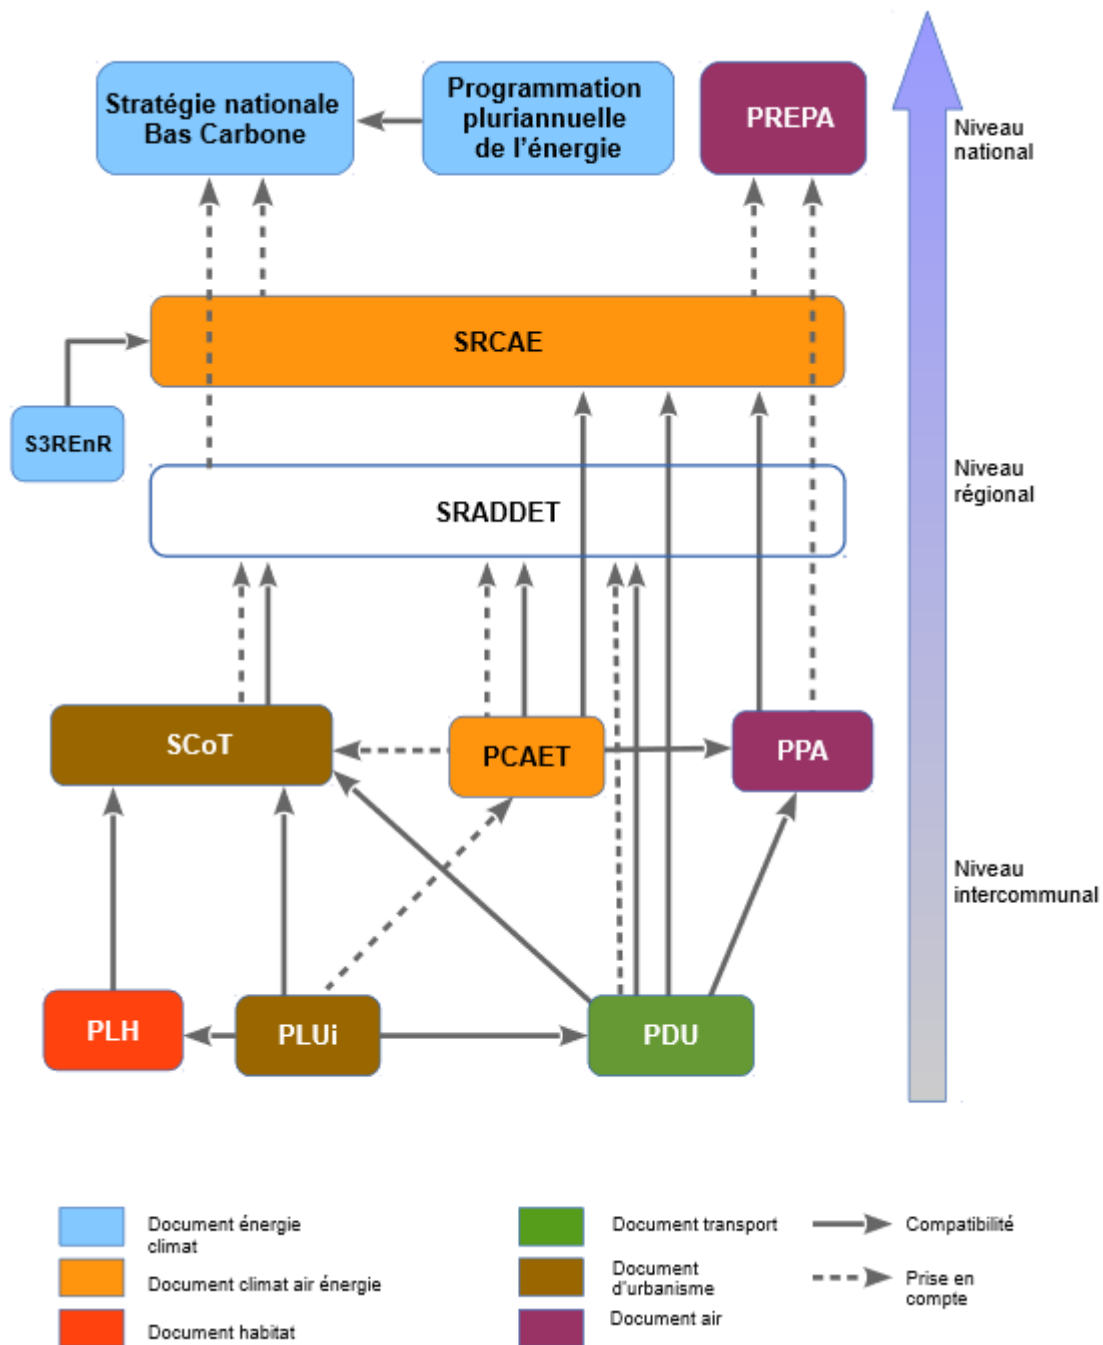 Stratégie nationale
Bas Carbone
Programmation
pluriannuelle
de l'énergie
PREPA
Niveau
national
SRCAE
S3REnR
SRADDET
Niveau
régional
SCoT
PCAET
PPA
Niveau
intercommunal
PLH
PLUi
PDU
Document énergie
climat
Document climat air énergie
Document habitat
Document transport
Document
d'urbanisme
Document air
Compatibilité
Prise en
compte